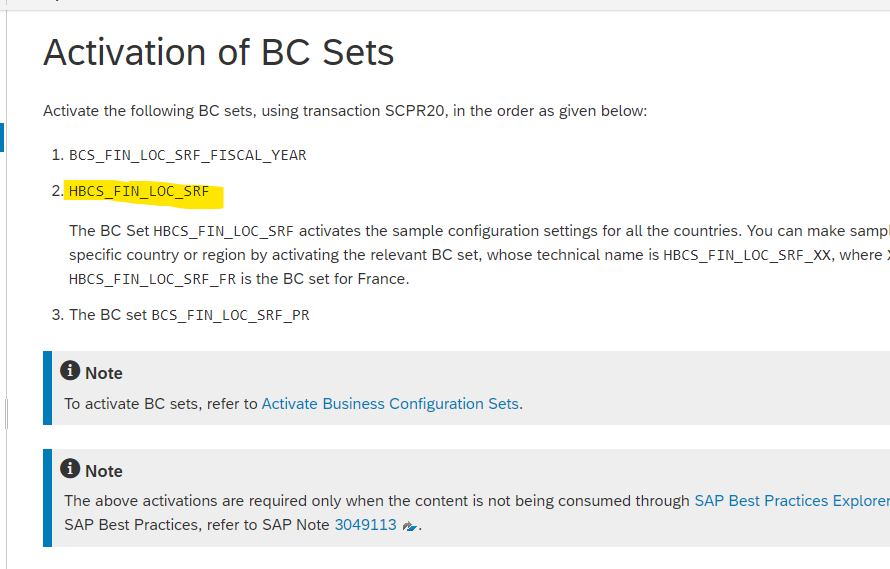 Activation of BC Sets
Activate the following BC sets, using transaction SCPR20, in the order as given below:
1. BCS_FIN_LOC_SRF_FISCAL_YEAR
2. HBCS_FIN_LOC_SRF
The BC Set HBCS_FIN_LOC_SRF activates the sample configuration settings for all the countries. You can make sampl
specific country or region by activating the relevant BC set, whose technical name is HBCS_FIN_LOC_SRF_XX, where
HBCS_FIN_LOC_SRF_FR is the BC set for France.
3. The BC set BCS_FIN_LOC_SRF_PR
Note
To activate BC sets, refer to Activate Business Configuration Sets.
Note
The above activations are required only when the content is not being consumed through SAP Best Practices Explorer
SAP Best Practices, refer to SAP Note 3049113 .